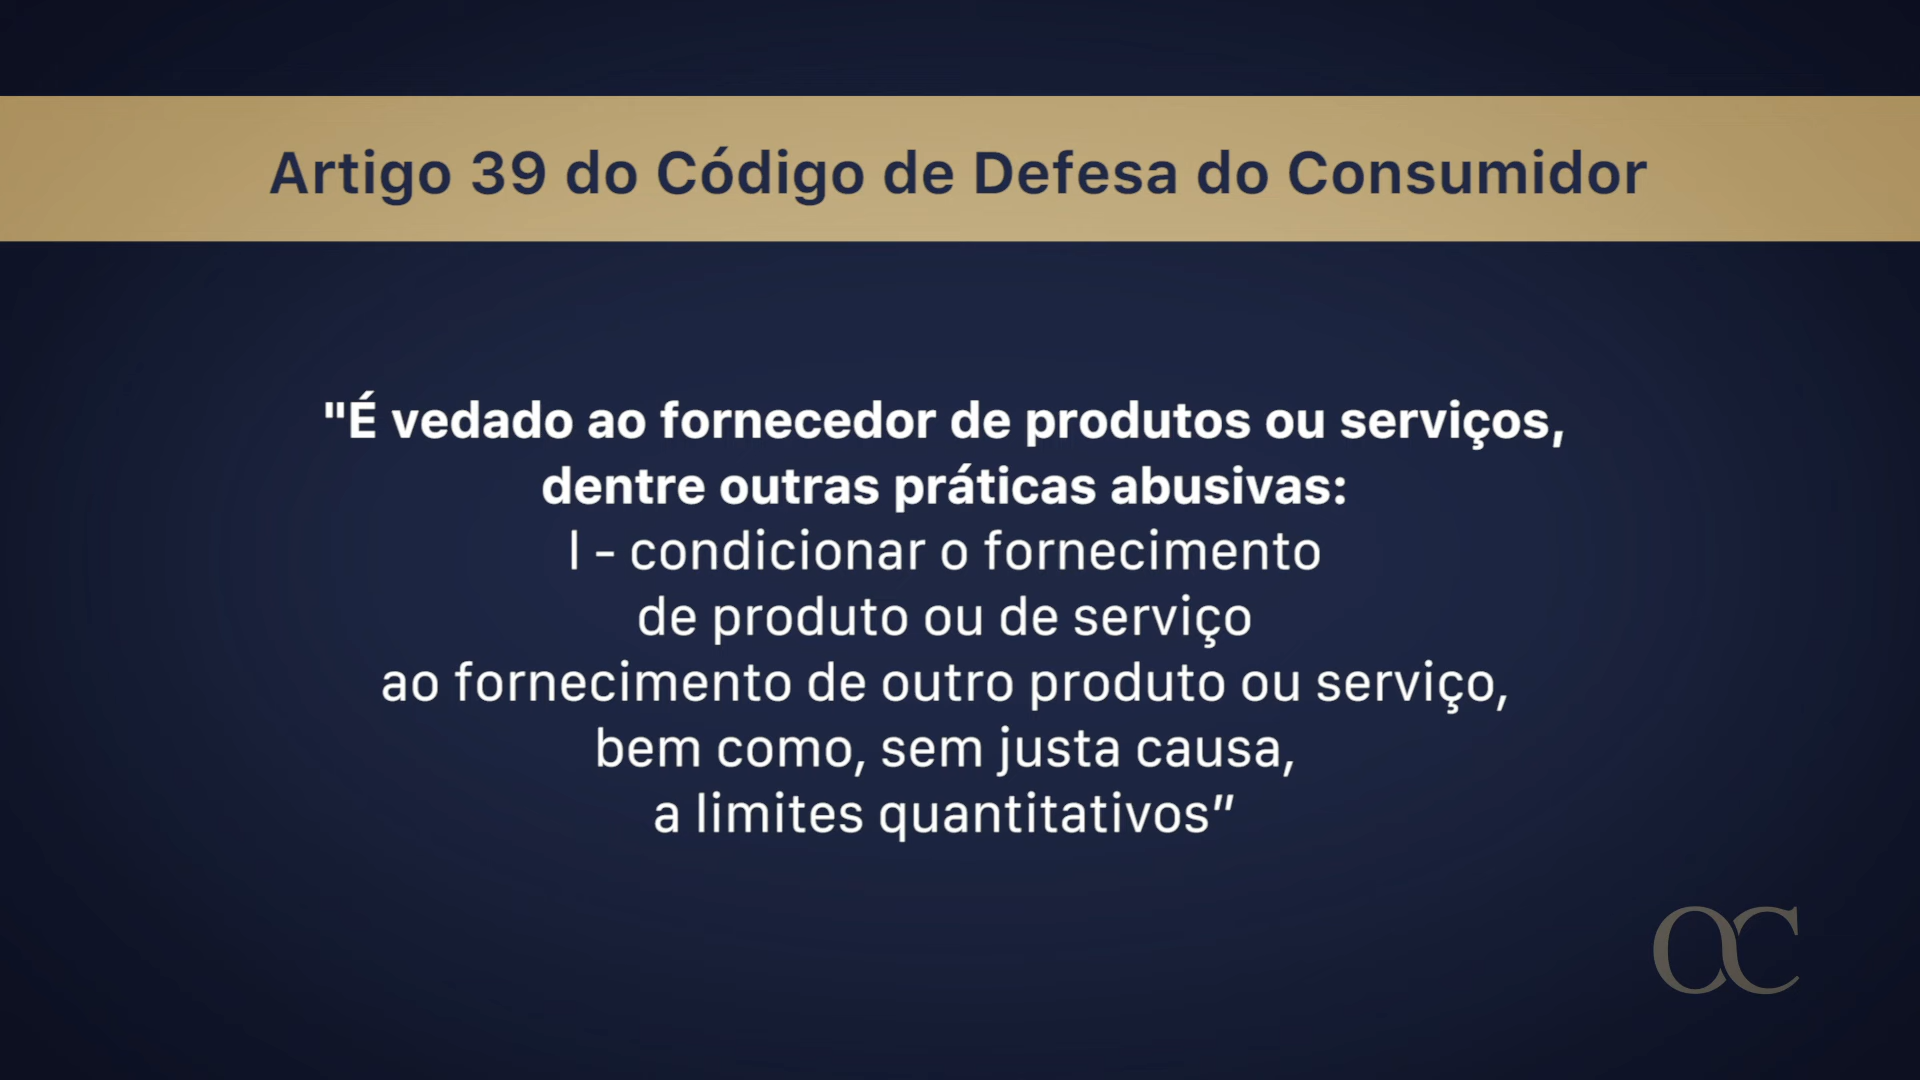 Artigo 39 do Código de Defesa do Consumidor
"É vedado ao fornecedor de produtos ou serviços,
dentre outras práticas abusivas:
I - condicionar o fornecimento
de produto ou de serviço
ao fornecimento de outro produto ou serviço,
bem como, sem justa causa,
a limites quantitativos”
OC